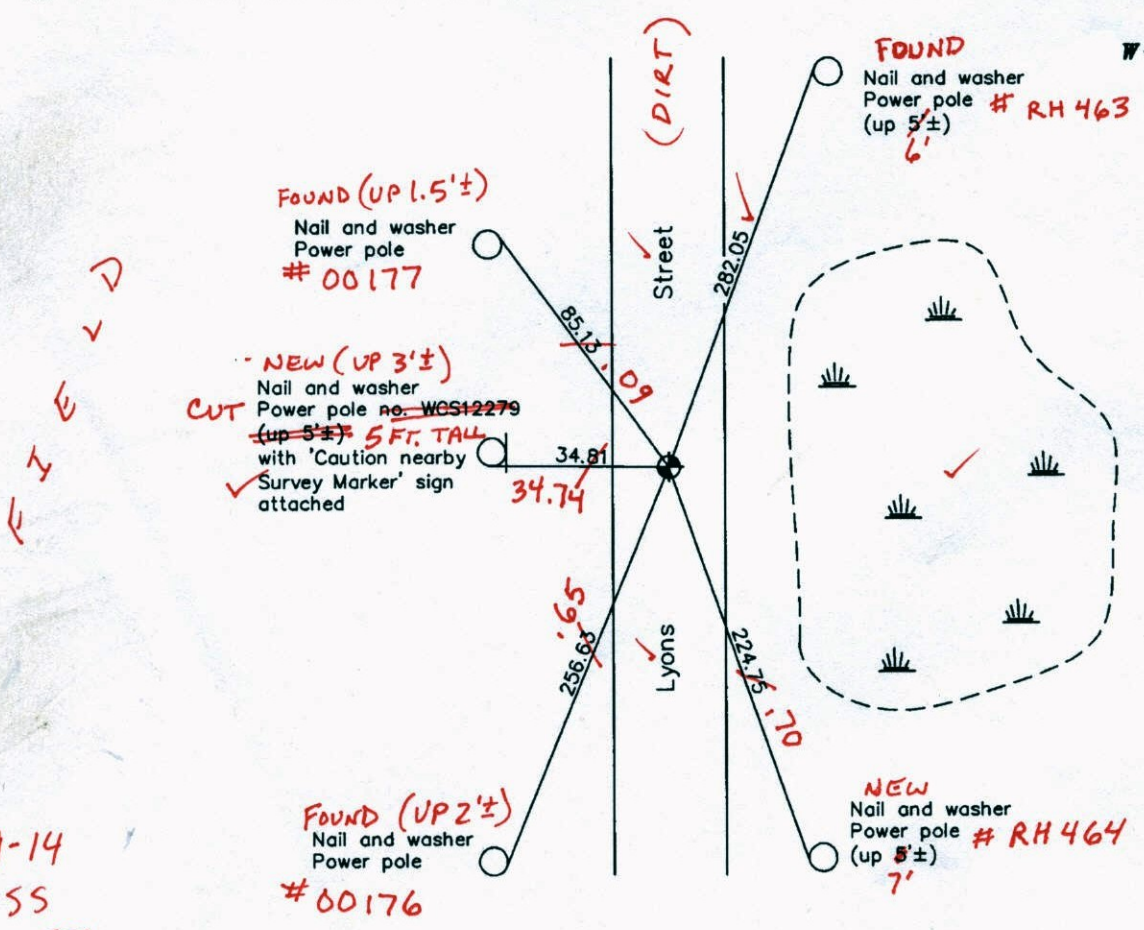 (DIRT)
FOUND
Nail and washer
Power pole # RH 463
(up 5'±)
6'
W
FOUND (UP 1.5'±)
Nail and washer
Power pole
# 00177
Street
282.05
85.13
.09
NEW (UP 3'±)
Nail and washer
CUT Power pole no. WCS12279
(up 5'±) 5 FT. TALL
with 'Caution nearby
Survey Marker' sign
attached
34.81
34.74
.65
256.63
Lyons
224.75
.70
FOUND (UP 2'±)
Nail and washer
Power pole
# 00176
NEW
Nail and washer
Power pole # RH 464
(up 5'±)
7'
-14
SS